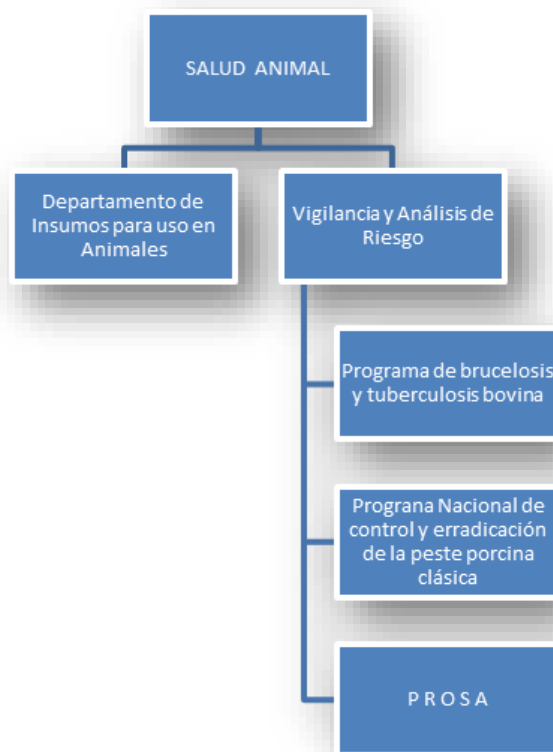 SALUD ANIMAL
Departamento de
Insumos para uso en
Animales
Vigilancia y Análisis de
Riesgo
Programa de brucelosis
y tuberculosis bovina
Prograna Nacional de
control y erradicación
de la peste porcina
clásica
P R O S A